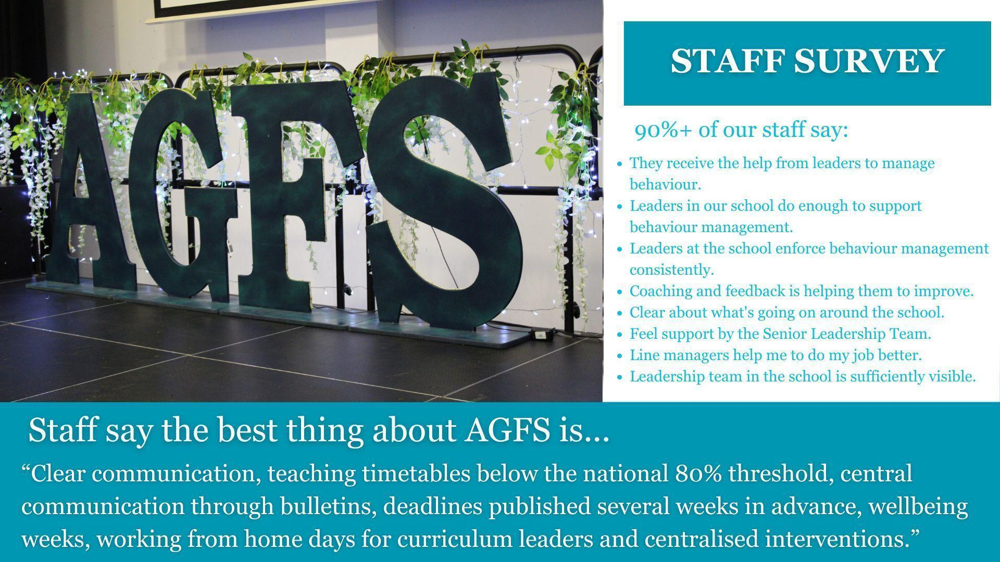 AGFS
STAFF SURVEY
90%+ of our staff say:
• They receive the help from leaders to manage
behaviour.
• Leaders in our school do enough to support
behaviour management.
• Leaders at the school enforce behaviour management
consistently.
• Coaching and feedback is helping them to improve.
• Clear about what's going on around the school.
• Feel support by the Senior Leadership Team.
• Line managers help me to do my job better.
• Leadership team in the school is sufficiently visible.
Staff say the best thing about AGFS is...
“Clear communication, teaching timetables below the national 80% threshold, central
communication through bulletins, deadlines published several weeks in advance, wellbeing
weeks, working from home days for curriculum leaders and centralised interventions.”